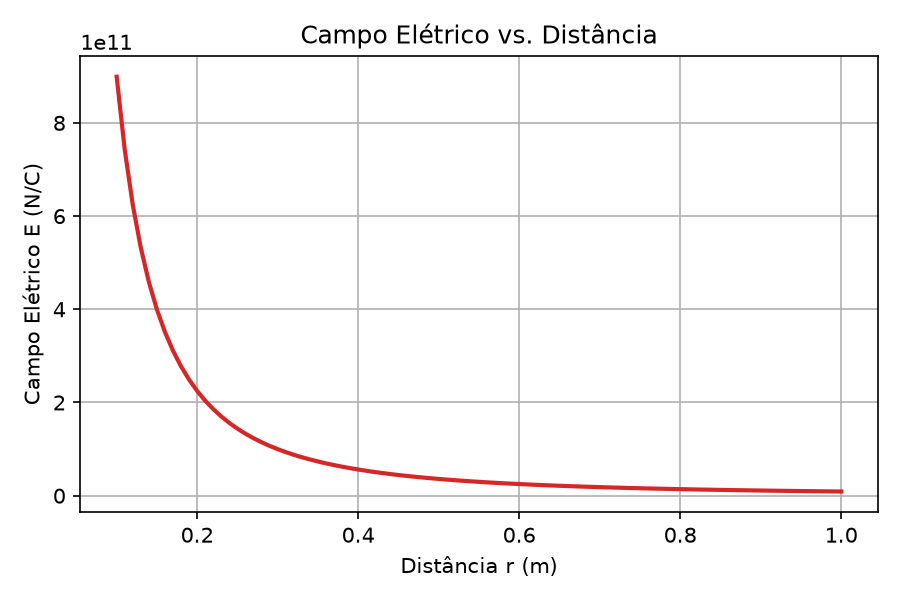 Campo Elétrico vs. Distância
1e11
Campo Elétrico E (N/C)
8
6
4
2
0
0.2 0.4 0.6 0.8 1.0
Distância r (m)